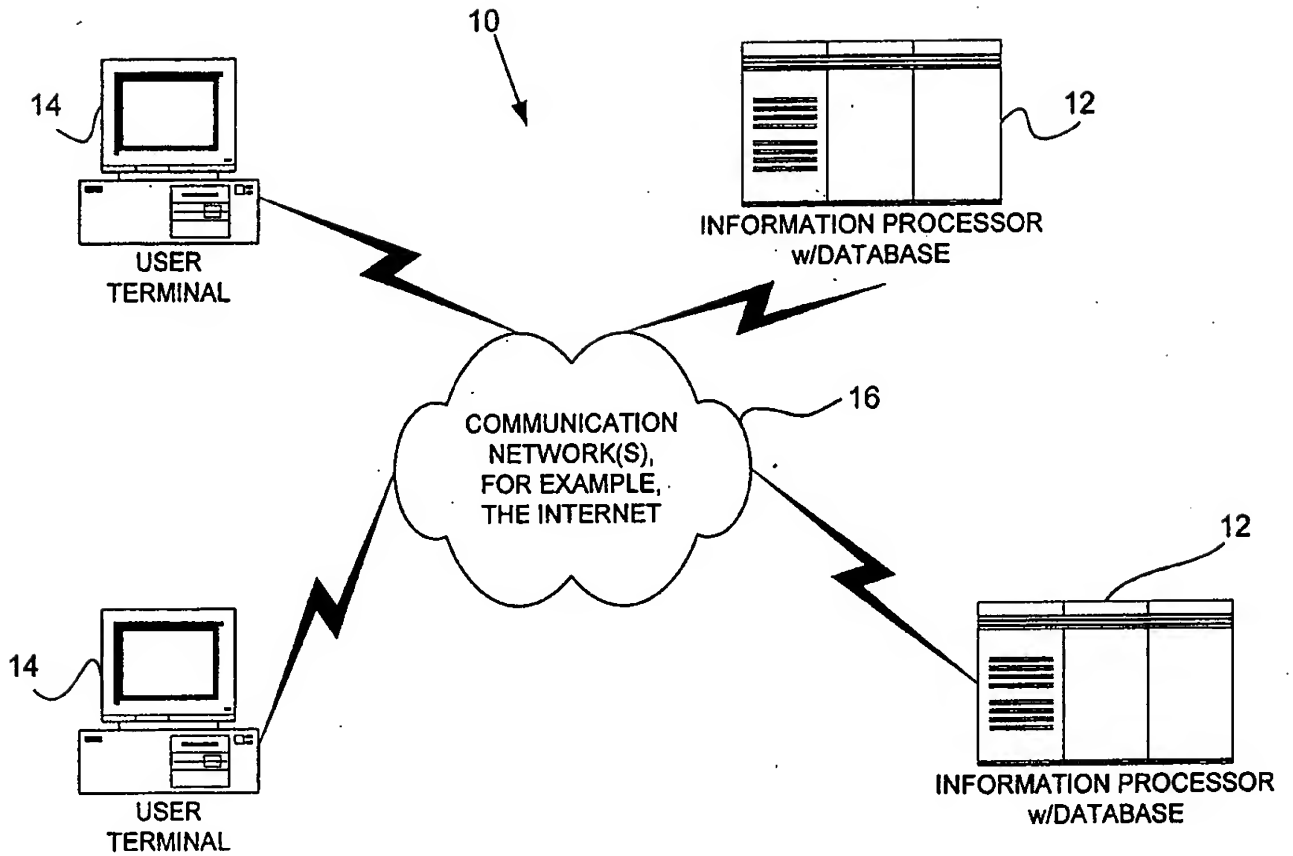 10
14
12
USER
TERMINAL
INFORMATION PROCESSOR
w/DATABASE
16
COMMUNICATION
NETWORK(S),
FOR EXAMPLE,
THE INTERNET
12
14
USER
TERMINAL
INFORMATION PROCESSOR
w/DATABASE